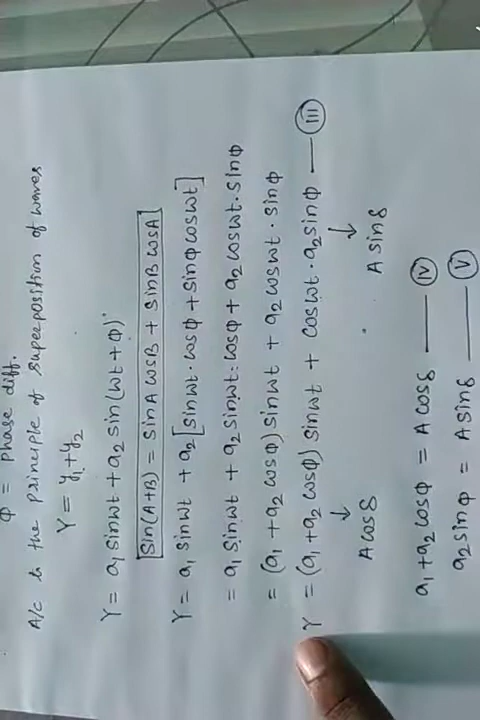 Φ = Phase diff.
A/c to the principle of superposition of waves
Y = y₁+y₂
Y = a₁ sinωt + a₂ sin(ωt+Φ)
sin(A+B) = sinA cosB + sinB cosA
Y = a₁ sinωt + a₂[sinωt·cosΦ + sinΦ cosωt]
= a₁ sinωt + a₂ sinωt·cosΦ + a₂ cosωt·sinΦ
= (a₁ + a₂ cosΦ) sinωt + a₂ cosωt·sinΦ
Y = (a₁ + a₂ cosΦ) sinωt + cosωt·a₂ sinΦ — (III)
↓ ↓
A cosδ A sinδ
a₁ + a₂ cosΦ = A cosδ — (IV)
a₂ sinΦ = A sinδ — (V)